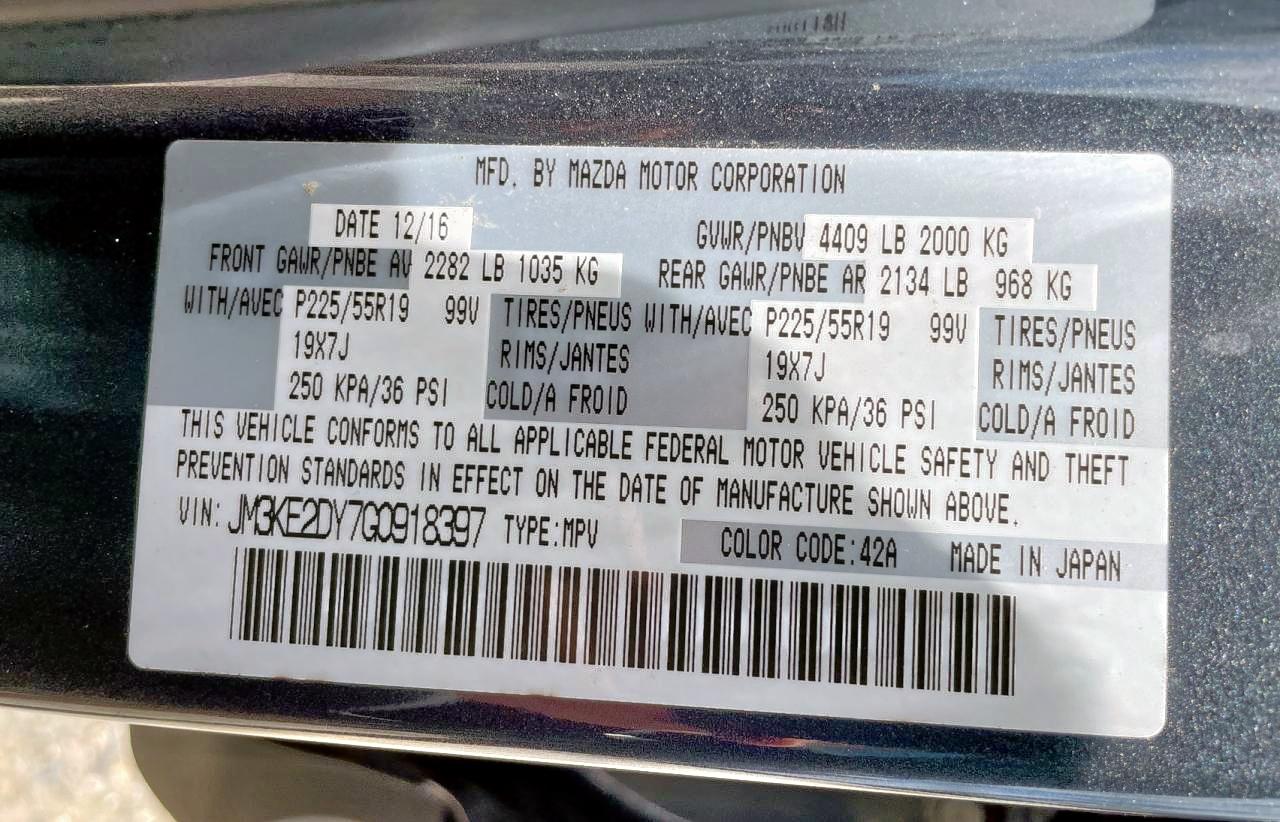 MFD. BY MAZDA MOTOR CORPORATION
DATE 12/16 GVWR/PNBV 4409 LB 2000 KG
FRONT GAWR/PNBE AV 2282 LB 1035 KG REAR GAWR/PNBE AR 2134 LB 968 KG
WITH/AVEC P225/55R19 99V TIRES/PNEUS WITH/AVEC P225/55R19 99V TIRES/PNEUS
19X7J RIMS/JANTES 19X7J RIMS/JANTES
250 KPA/36 PSI COLD/A FROID 250 KPA/36 PSI COLD/A FROID
THIS VEHICLE CONFORMS TO ALL APPLICABLE FEDERAL MOTOR VEHICLE SAFETY AND THEFT
PREVENTION STANDARDS IN EFFECT ON THE DATE OF MANUFACTURE SHOWN ABOVE.
VIN: JM3KE2DY7G0918397 TYPE:MPV COLOR CODE:42A MADE IN JAPAN